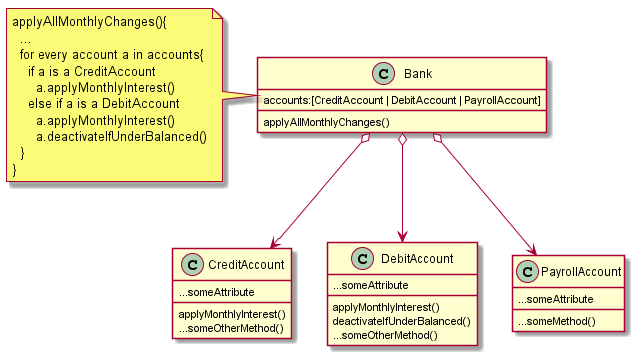 applyAllMonthlyChanges(){
...
for every account a in accounts{
if a is a CreditAccount
a.applyMonthlyInterest()
else if a is a DebitAccount
a.applyMonthlyInterest()
a.deactivateIfUnderBalanced()
}
}
C Bank
accounts:[CreditAccount | DebitAccount | PayrollAccount]
applyAllMonthlyChanges()
C CreditAccount
...someAttribute
applyMonthlyInterest()
...someOtherMethod()
C DebitAccount
...someAttribute
applyMonthlyInterest()
deactivateIfUnderBalanced()
...someOtherMethod()
C PayrollAccount
...someAttribute
...someMethod()